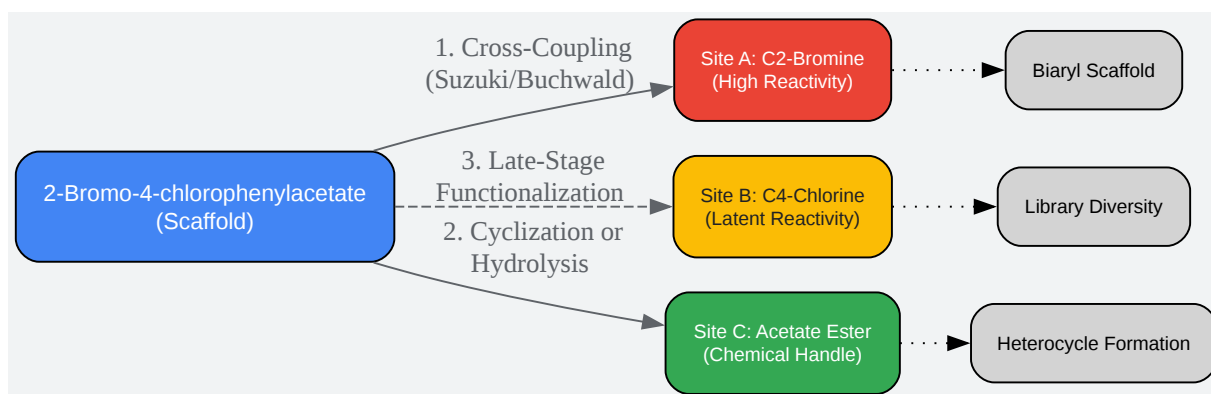 1. Cross-Coupling
(Suzuki/Buchwald)
Site A: C2-Bromine
(High Reactivity)
Biaryl Scaffold
2-Bromo-4-chlorophenylacetate
(Scaffold)
3. Late-Stage
Functionalization
Site B: C4-Chlorine
(Latent Reactivity)
Library Diversity
2. Cyclization or
Hydrolysis
Site C: Acetate Ester
(Chemical Handle)
Heterocycle Formation